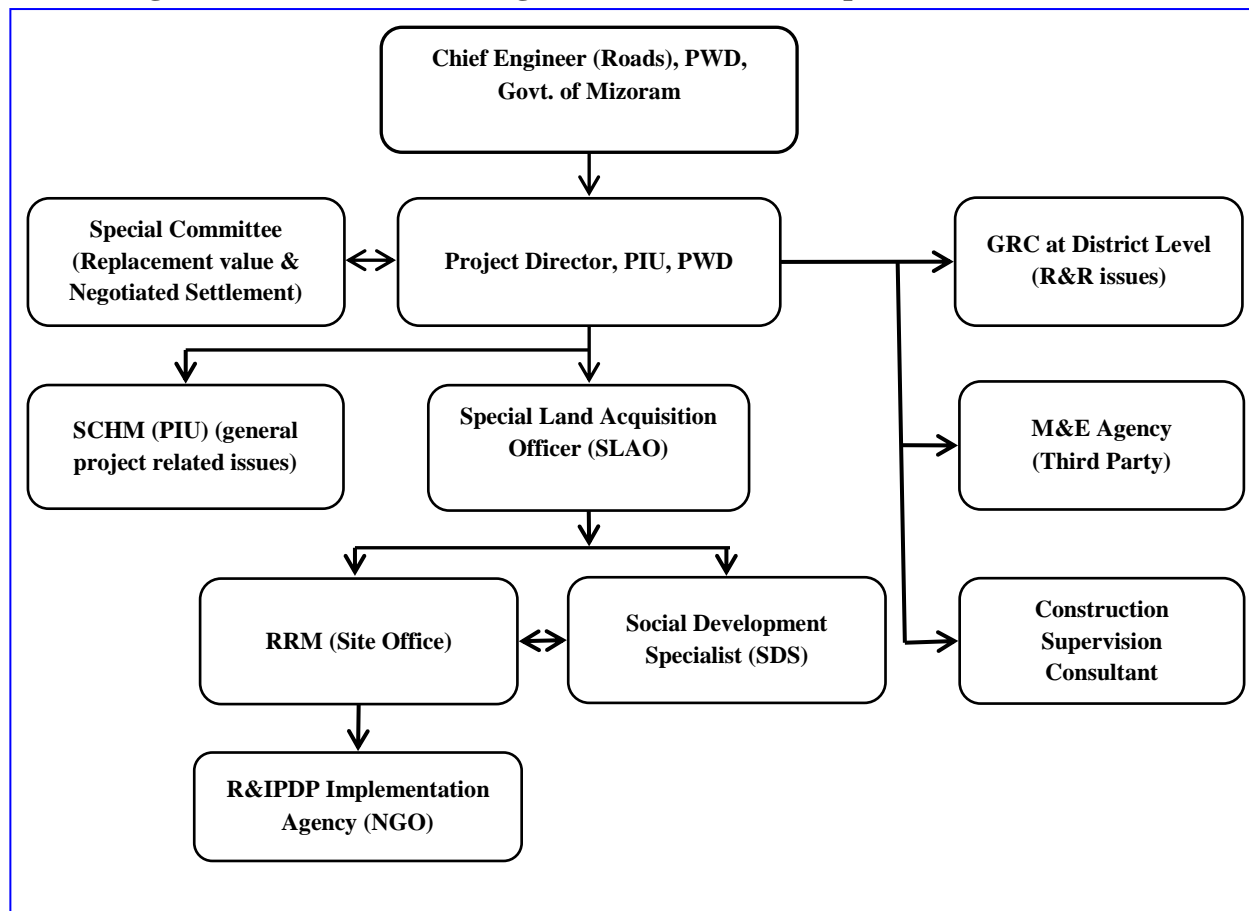 Chief Engineer (Roads), PWD,
Govt. of Mizoram
Special Committee
(Replacement value &
Negotiated Settlement)
Project Director, PIU, PWD
GRC at District Level
(R&R issues)
SCHM (PIU) (general
project related issues)
Special Land Acquisition
Officer (SLAO)
M&E Agency
(Third Party)
RRM (Site Office)
Social Development
Specialist (SDS)
Construction
Supervision
Consultant
R&IPDP Implementation
Agency (NGO)